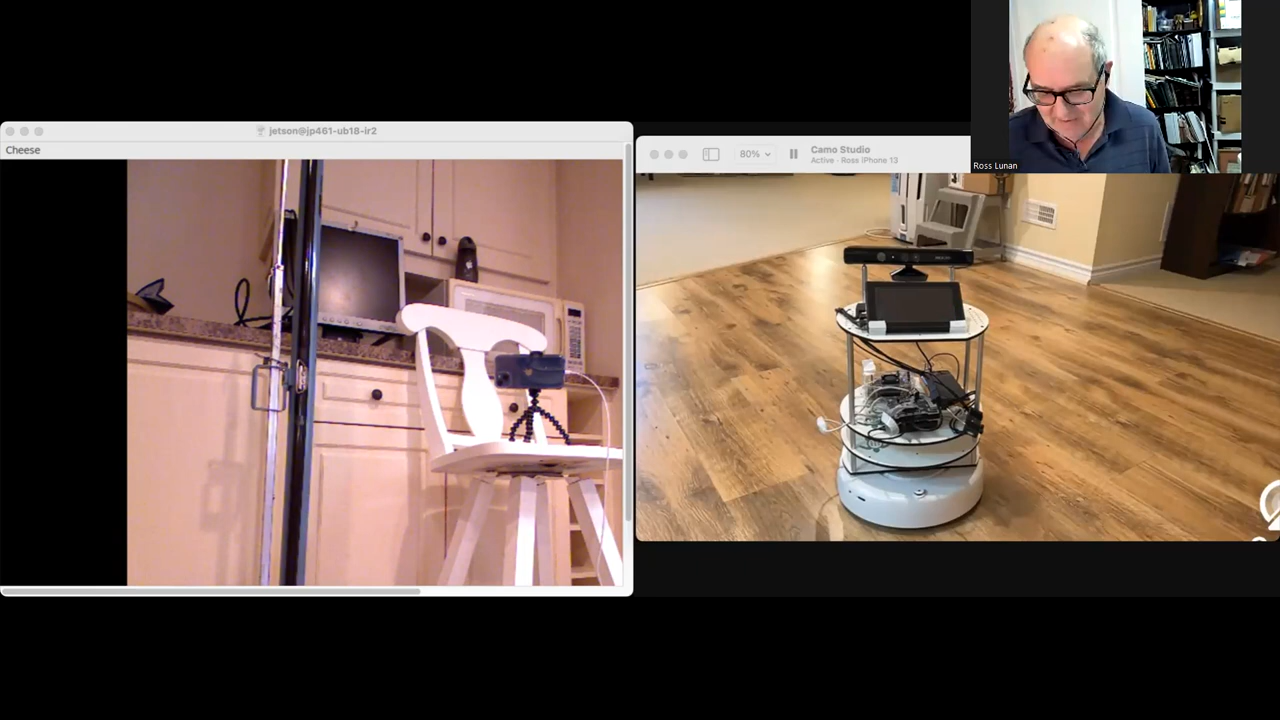 jetson@jp461-ub18-ir2
Cheese
80%
Camo Studio
Active - Ross iPhone 13
Ross Lunan